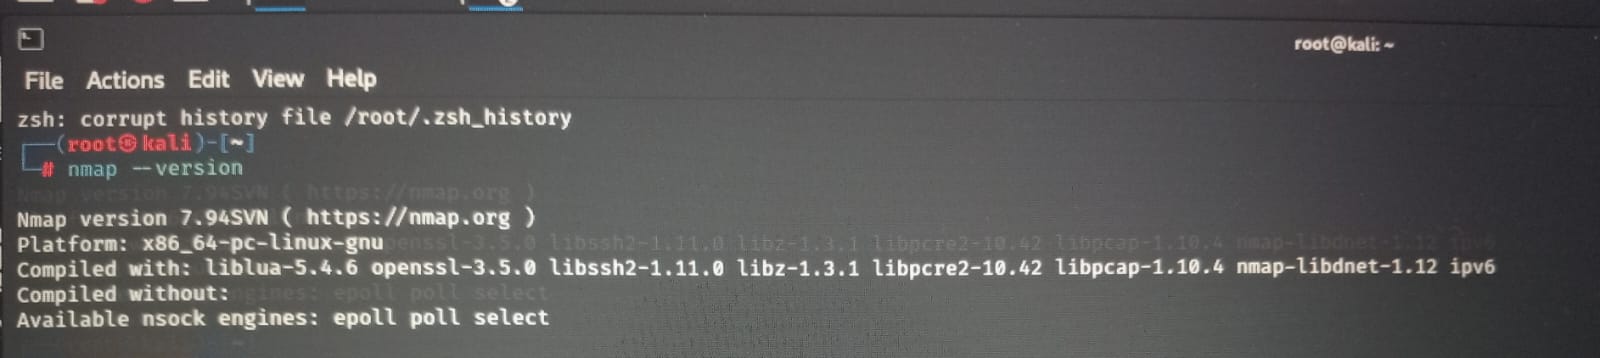 root@kali: ~
File Actions Edit View Help
zsh: corrupt history file /root/.zsh_history
┌──(root㉿kali)-[~]
└─# nmap --version
Nmap version 7.94SVN ( https://nmap.org )
Platform: x86_64-pc-linux-gnu
Compiled with: liblua-5.4.6 openssl-3.5.0 libssh2-1.11.0 libz-1.3.1 libpcre2-10.42 libpcap-1.10.4 nmap-libdnet-1.12 ipv6
Compiled without:
Available nsock engines: epoll poll select